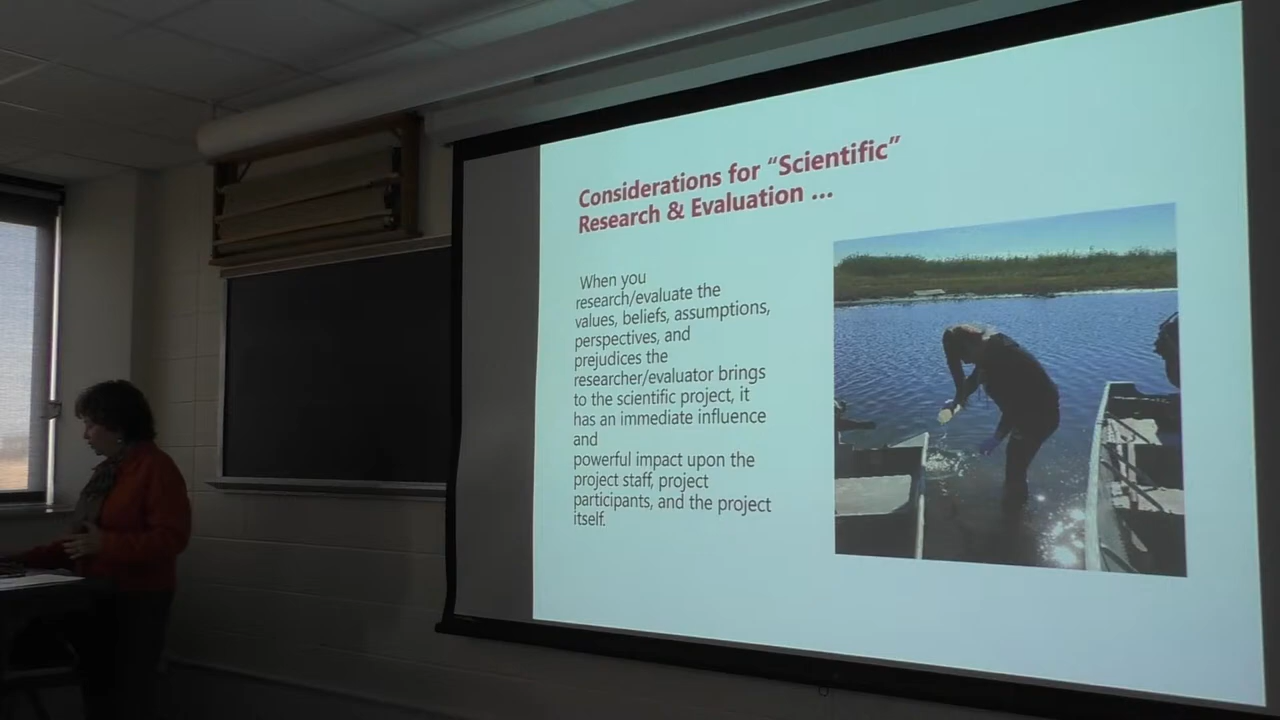 Considerations for “Scientific”
Research & Evaluation ...
When you
research/evaluate the
values, beliefs, assumptions,
perspectives, and
prejudices the
researcher/evaluator brings
to the scientific project, it
has an immediate influence
and
powerful impact upon the
project staff, project
participants, and the project
itself.